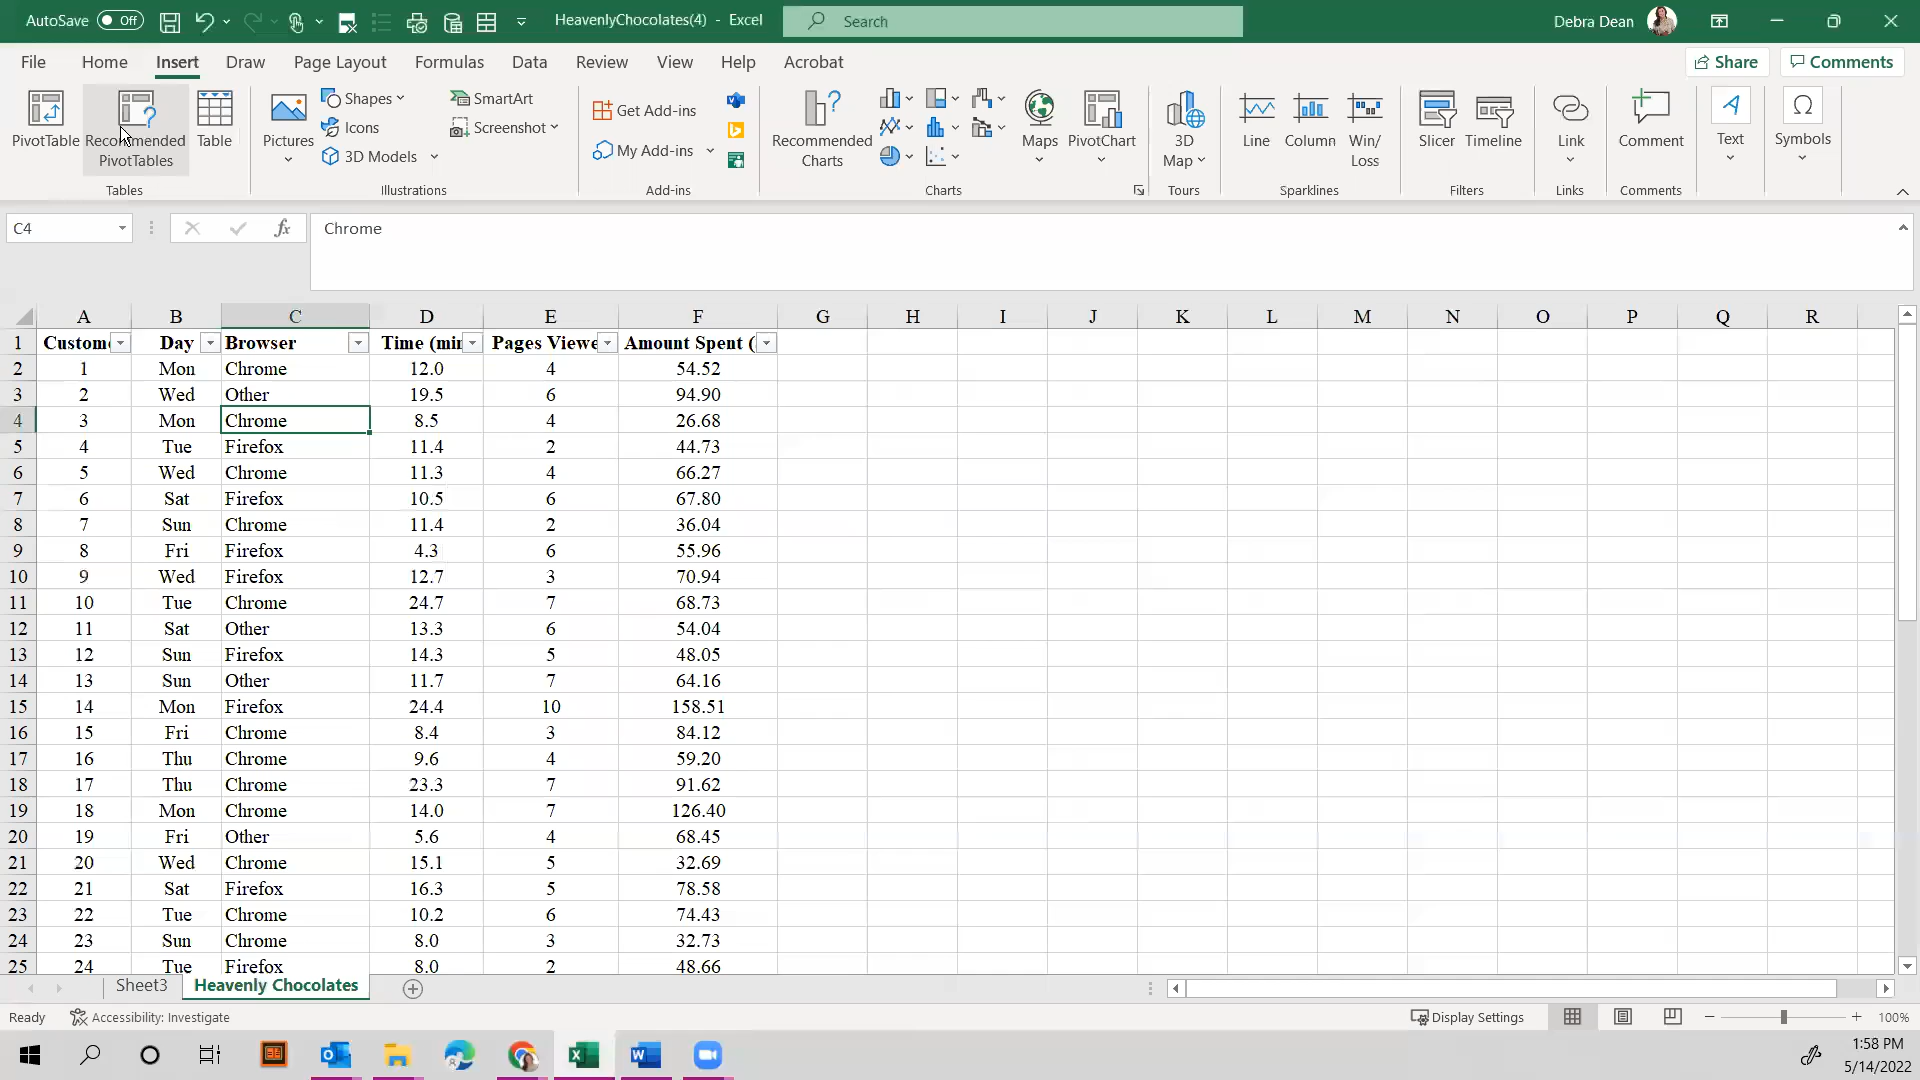 AutoSave Off HeavenlyChocolates(4) - Excel Search Debra Dean
File Home Insert Draw Page Layout Formulas Data Review View Help Acrobat Share Comments
PivotTable Recommended PivotTables Table
Tables
Pictures Shapes Icons 3D Models SmartArt Screenshot
Illustrations
Get Add-ins My Add-ins
Add-ins
Recommended Charts Maps PivotChart
Charts
3D Map
Tours
Line Column Win/ Loss
Sparklines
Slicer Timeline
Filters
Link
Links
Comment
Comments
Text
Symbols
C4 fx Chrome
A B C D E F G H I J K L M N O P Q R
1 Custome Day Browser Time (min Pages Viewe Amount Spent (
2 1 Mon Chrome 12.0 4 54.52
3 2 Wed Other 19.5 6 94.90
4 3 Mon Chrome 8.5 4 26.68
5 4 Tue Firefox 11.4 2 44.73
6 5 Wed Chrome 11.3 4 66.27
7 6 Sat Firefox 10.5 6 67.80
8 7 Sun Chrome 11.4 2 36.04
9 8 Fri Firefox 4.3 6 55.96
10 9 Wed Firefox 12.7 3 70.94
11 10 Tue Chrome 24.7 7 68.73
12 11 Sat Other 13.3 6 54.04
13 12 Sun Firefox 14.3 5 48.05
14 13 Sun Other 11.7 7 64.16
15 14 Mon Firefox 24.4 10 158.51
16 15 Fri Chrome 8.4 3 84.12
17 16 Thu Chrome 9.6 4 59.20
18 17 Thu Chrome 23.3 7 91.62
19 18 Mon Chrome 14.0 7 126.40
20 19 Fri Other 5.6 4 68.45
21 20 Wed Chrome 15.1 5 32.69
22 21 Sat Firefox 16.3 5 78.58
23 22 Tue Chrome 10.2 6 74.43
24 23 Sun Chrome 8.0 3 32.73
25 24 Tue Firefox 8.0 2 48.66
Sheet3 Heavenly Chocolates
Ready Accessibility: Investigate Display Settings 100%
1:58 PM
5/14/2022